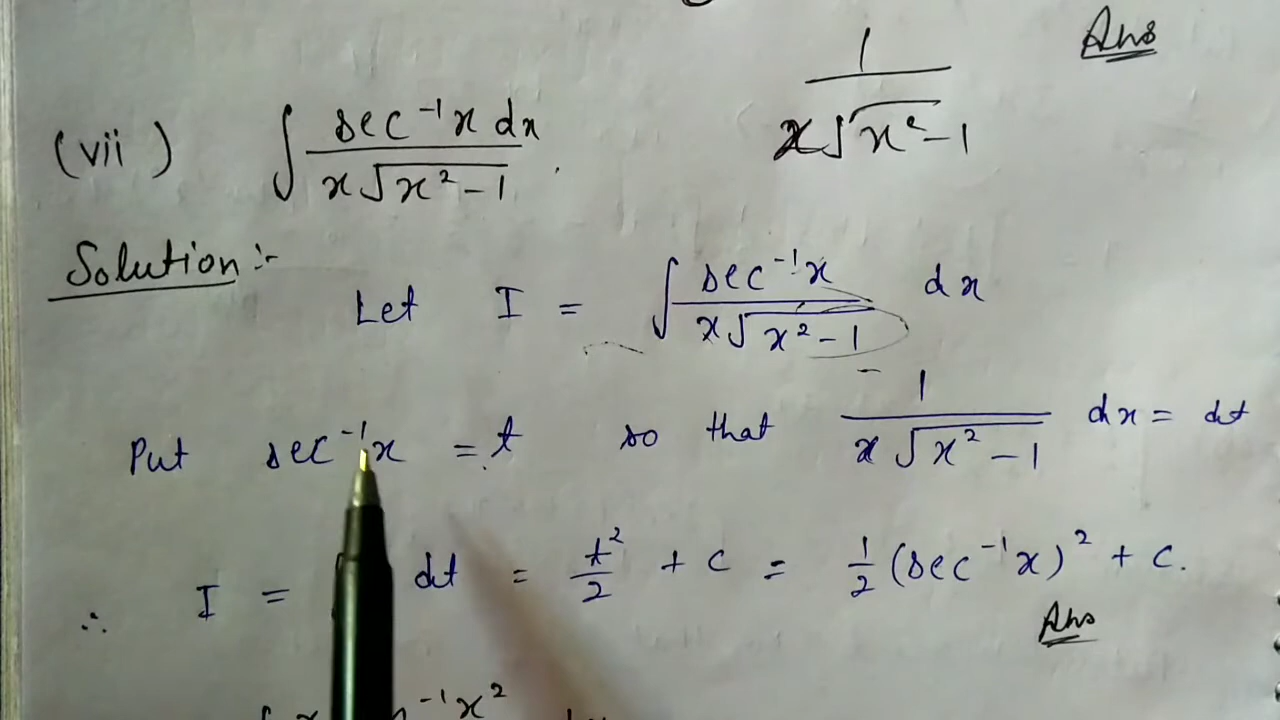 Ans
(vii) ∫ sec⁻¹x dx / x√x²-1 .
1 / x√x²-1
Solution:-
Let I = ∫ sec⁻¹x / x√x²-1 dx
Put sec⁻¹x = t so that 1 / x√x²-1 dx = dt
∴ I = dt = t²/2 + c = ½ (sec⁻¹x)² + c.
Ans
⁻¹x²